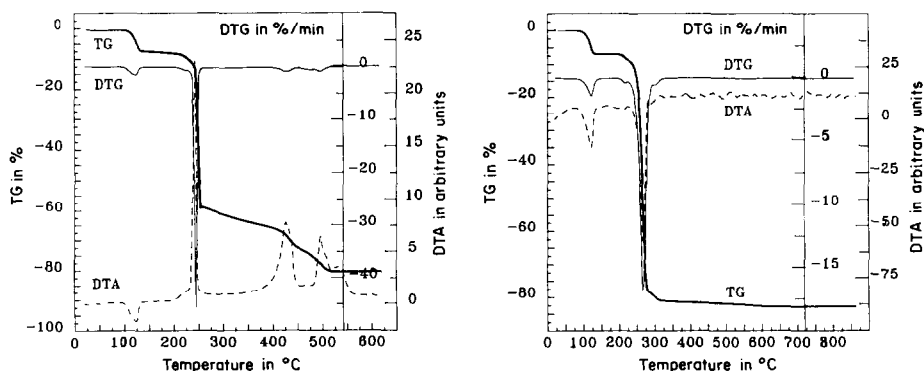 DTG in %/min
TG
DTG
DTA
0
-20
-40
-60
-80
-100
TG in %
0
-10
-20
-30
-40
25
20
15
10
5
0
DTA in arbitrary units
0 100 200 300 400 500 600
Temperature in °C
DTG in %/min
DTG
DTA
TG
0
-20
-40
-60
-80
TG in %
0
-5
-10
-15
25
0
-25
-50
-75
DTA in arbitrary units
0 100 200 300 400 500 600 700 800
Temperature in °C